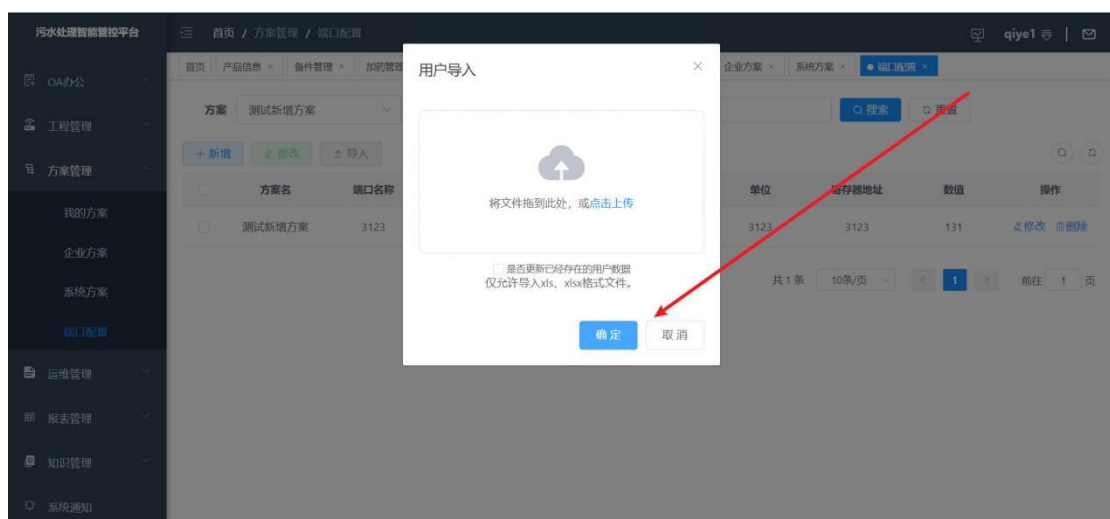 污水处理智能管控平台
首页 / 方案管理 / 端口配置
qiye1
首页 产品信息 × 备件管理 × 加药管理
企业方案 × 系统方案 × 端口配置 ×
OA办公
工程管理
方案管理
我的方案
企业方案
系统方案
端口配置
运维管理
报表管理
知识管理
系统通知
方案 测试新增方案
搜索 重置
+ 新增 修改 导入
方案名 端口名称 单位 寄存器地址 数值 操作
测试新增方案 3123 3123 3123 131 修改 删除
共 1 条 10条/页 < 1 > 前往 1 页
用户导入 ×
将文件拖到此处，或点击上传
是否更新已经存在的用户数据
仅允许导入xls、xlsx格式文件。
确定 取消